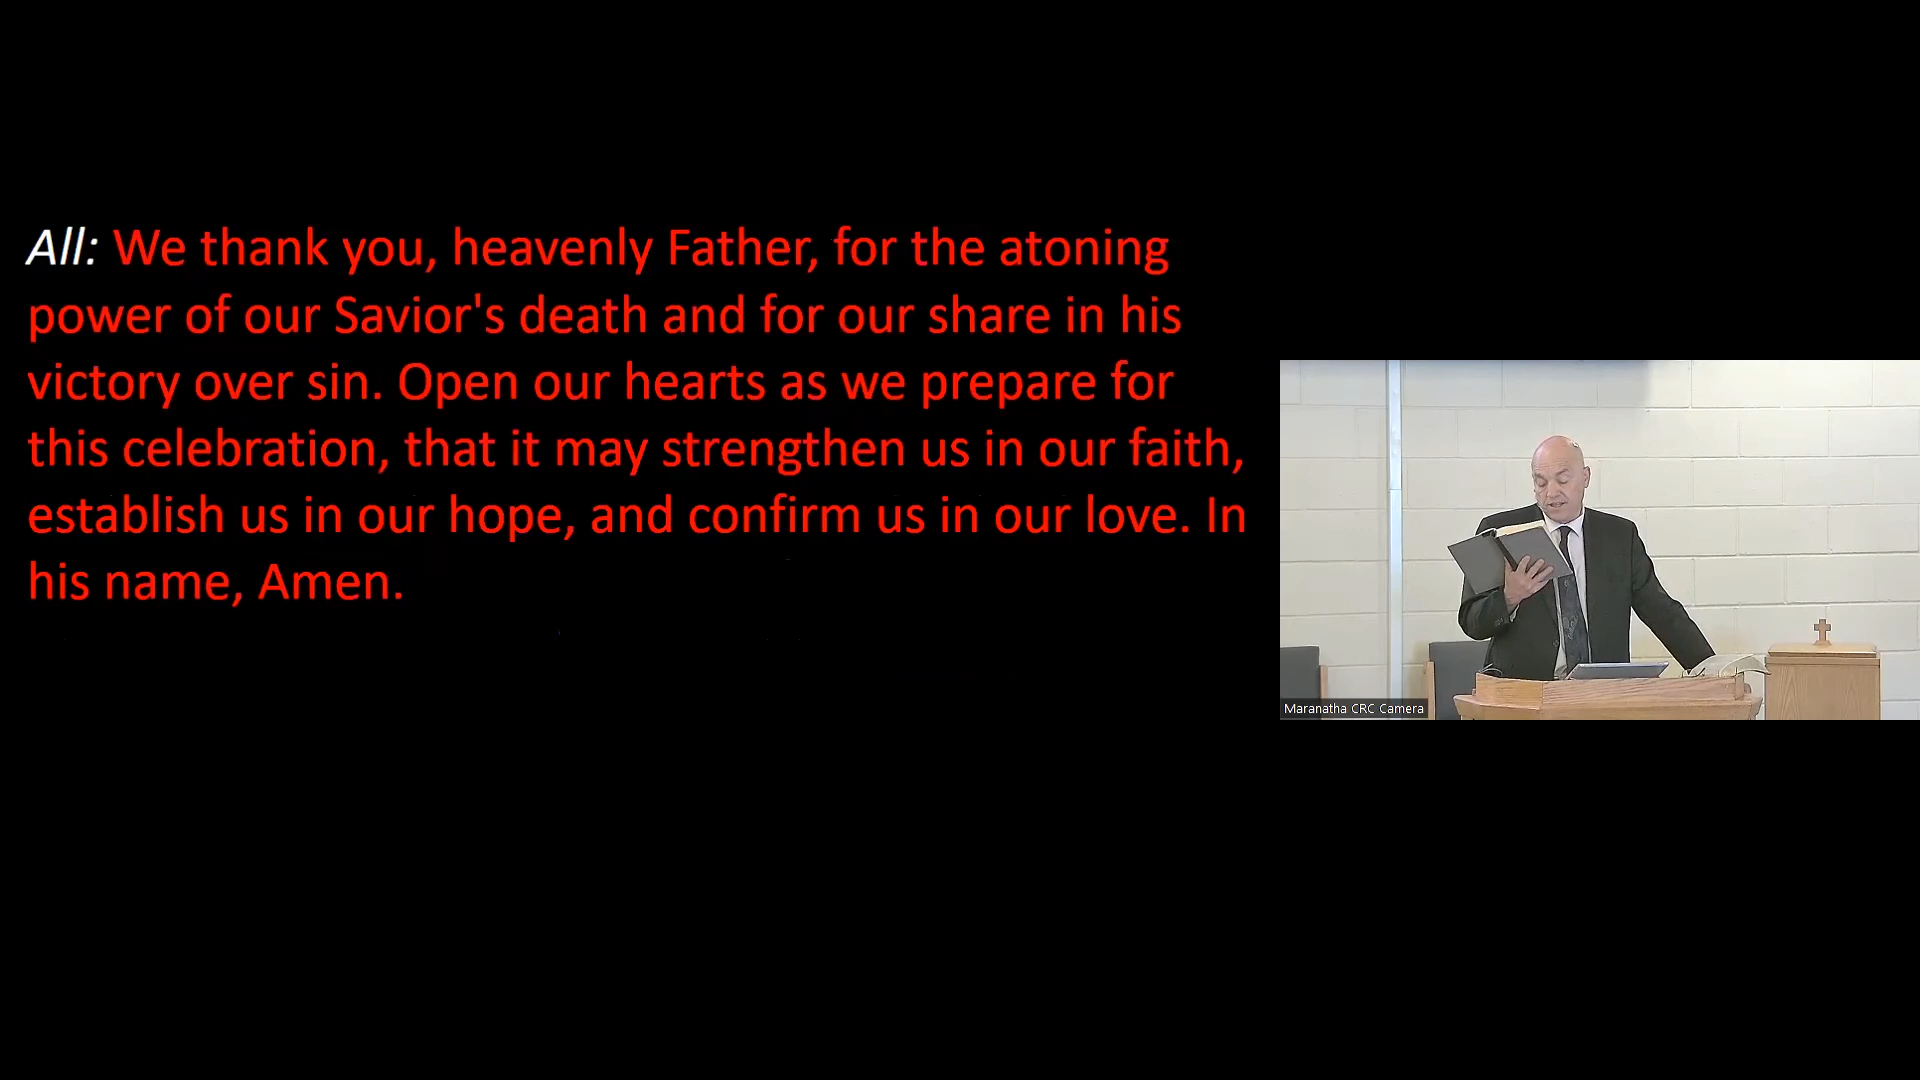 All: We thank you, heavenly Father, for the atoning
power of our Savior's death and for our share in his
victory over sin. Open our hearts as we prepare for
this celebration, that it may strengthen us in our faith,
establish us in our hope, and confirm us in our love. In
his name, Amen.
Maranatha CRC Camera